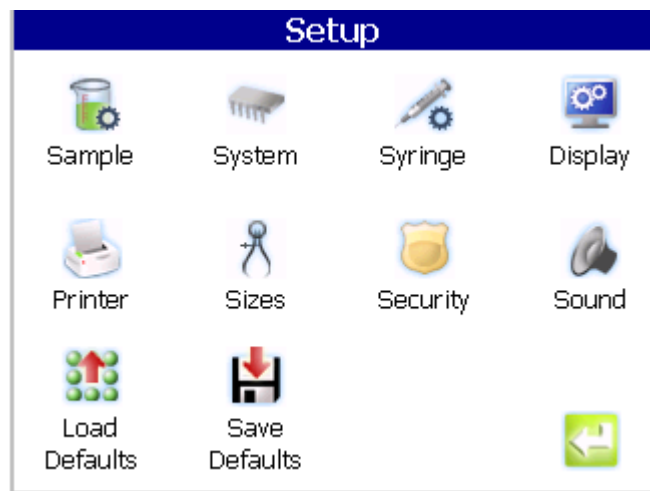 Setup
Sample System Syringe Display
Printer Sizes Security Sound
Load Save
Defaults Defaults